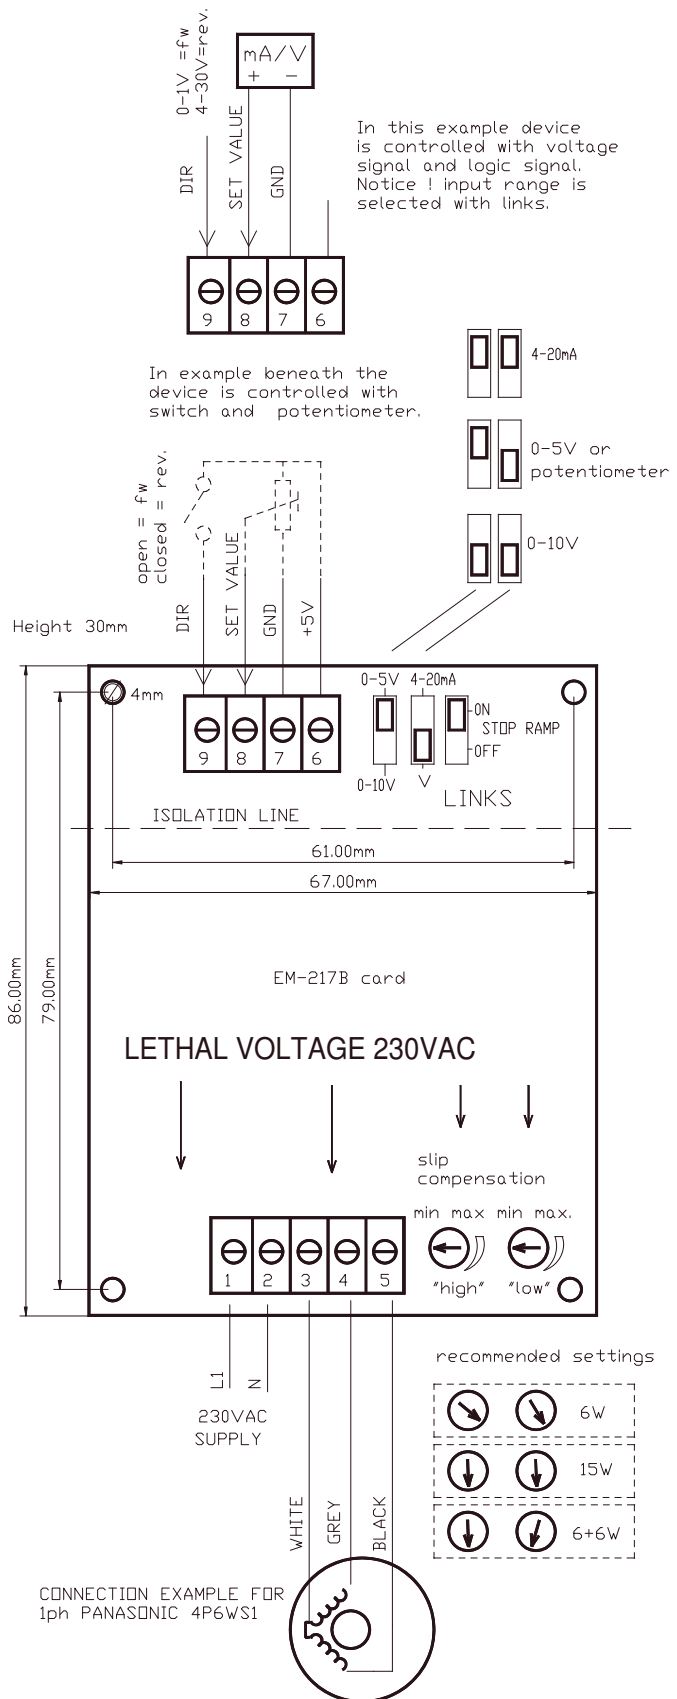 0-1V =fw
4-30V=rev.
mA/V
+ -
DIR
SET VALUE
GND
In this example device
is controlled with voltage
signal and logic signal.
Notice ! input range is
selected with links.
9 8 7 6
4-20mA
In example beneath the
device is controlled with
switch and potentiometer.
0-5V or
potentiometer
0-10V
open = fw
closed = rev.
DIR
SET VALUE
GND
+5V
Height 30mm
4mm
9 8 7 6
0-5V 4-20mA
ON
STOP RAMP
OFF
0-10V V
LINKS
ISOLATION LINE
61.00mm
67.00mm
86.00mm
79.00mm
EM-217B card
LETHAL VOLTAGE 230VAC
slip
compensation
min max min max.
1 2 3 4 5
"high" "low"
L1
N
230VAC
SUPPLY
recommended settings
6W
15W
6+6W
WHITE
GREY
BLACK
CONNECTION EXAMPLE FOR
1ph PANASONIC 4P6WS1